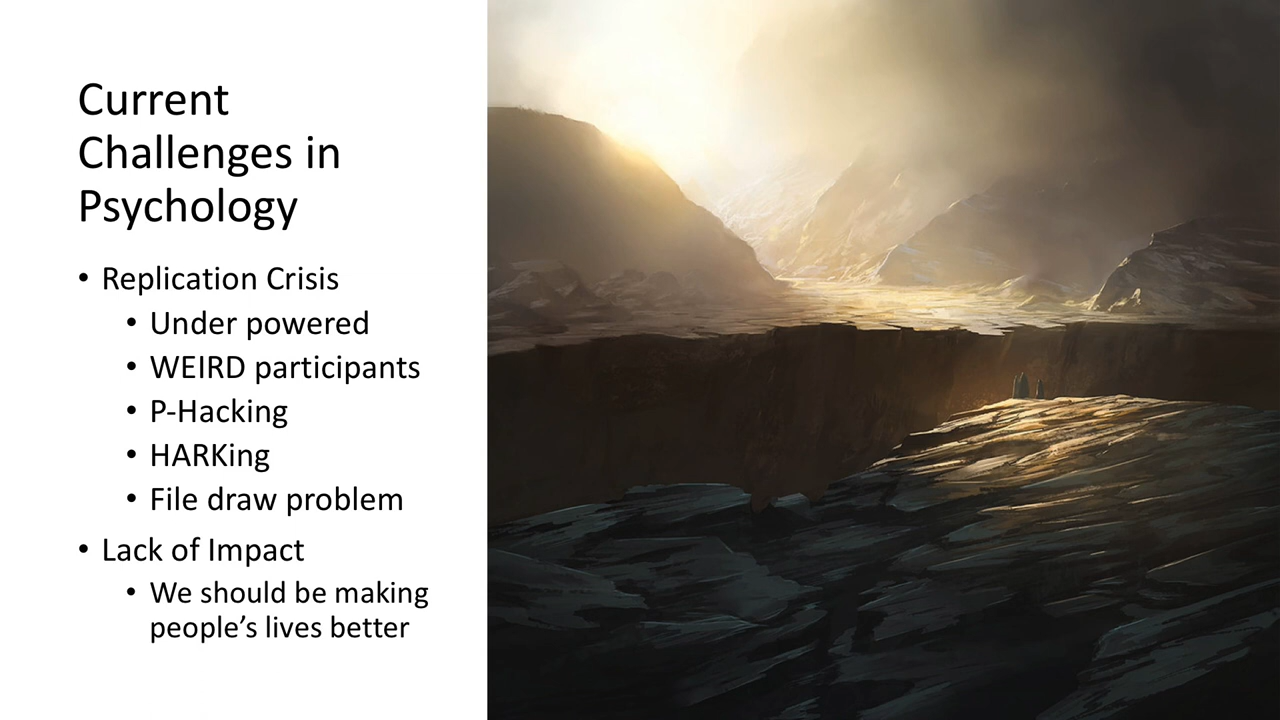 Current
Challenges in
Psychology
• Replication Crisis
• Under powered
• WEIRD participants
• P-Hacking
• HARKing
• File draw problem
• Lack of Impact
• We should be making
people’s lives better